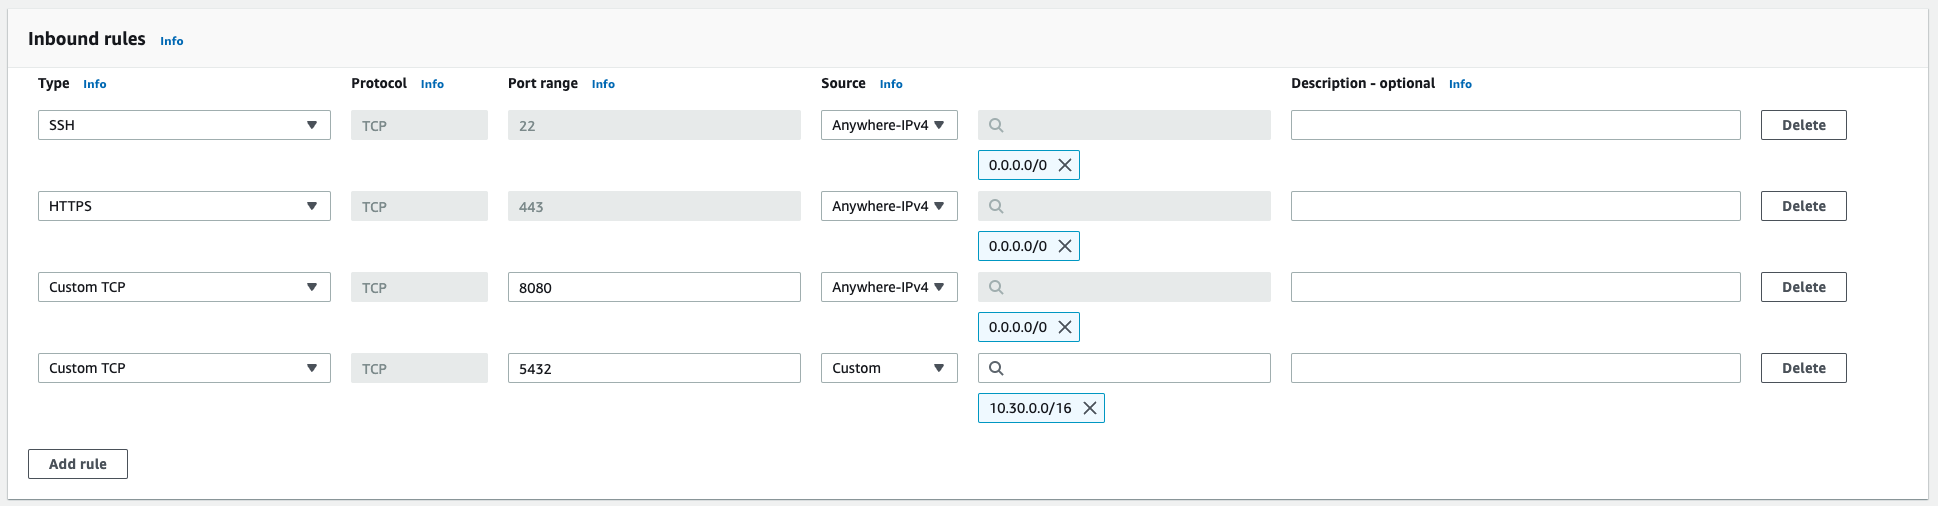 Inbound rules Info
Type Info Protocol Info Port range Info Source Info Description - optional Info
SSH TCP 22 Anywhere-IPv4 Delete
0.0.0.0/0
HTTPS TCP 443 Anywhere-IPv4 Delete
0.0.0.0/0
Custom TCP TCP 8080 Anywhere-IPv4 Delete
0.0.0.0/0
Custom TCP TCP 5432 Custom Delete
10.30.0.0/16
Add rule